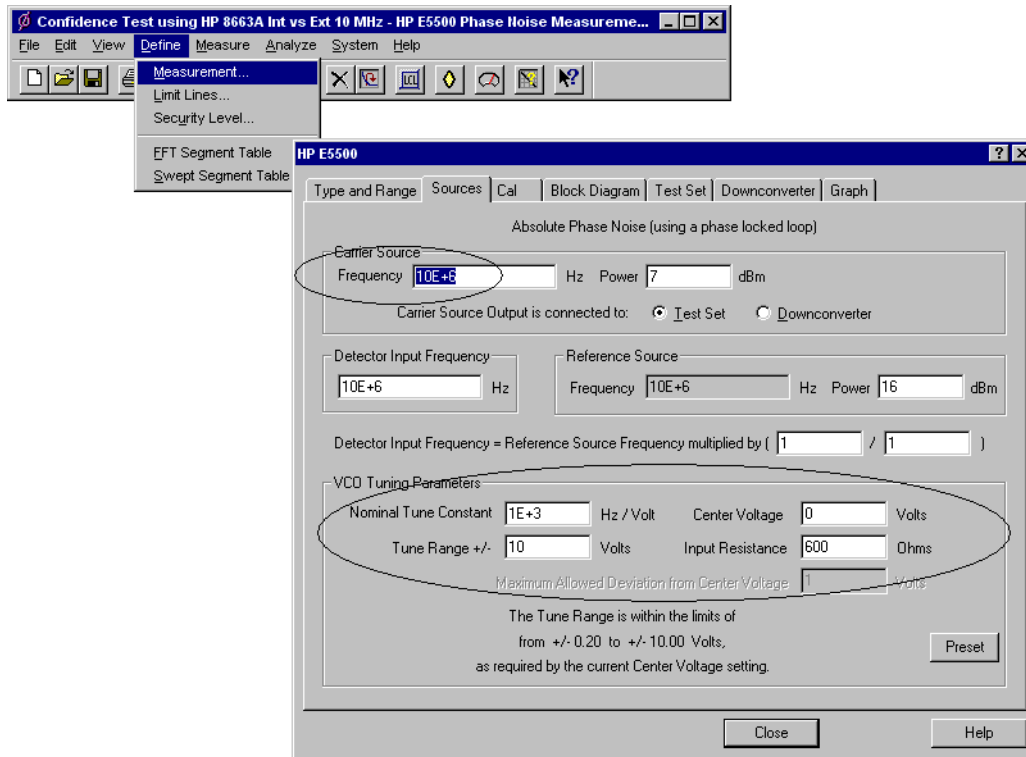 Confidence Test using HP 8663A Int vs Ext 10 MHz - HP E5500 Phase Noise Measureme...
File Edit View Define Measure Analyze System Help
Measurement...
Limit Lines...
Security Level...
FFT Segment Table
Swept Segment Table
HP E5500
Type and Range Sources Cal Block Diagram Test Set Downconverter Graph
Absolute Phase Noise (using a phase locked loop)
Carrier Source
Frequency 10E+6 Hz Power 7 dBm
Carrier Source Output is connected to: Test Set Downconverter
Detector Input Frequency
10E+6 Hz
Reference Source
Frequency 10E+6 Hz Power 16 dBm
Detector Input Frequency = Reference Source Frequency multiplied by ( 1 / 1 )
VCO Tuning Parameters
Nominal Tune Constant 1E+3 Hz / Volt Center Voltage 0 Volts
Tune Range +/- 10 Volts Input Resistance 600 Ohms
Maximum Allowed Deviation from Center Voltage 1 Volts
The Tune Range is within the limits of
from +/- 0.20 to +/- 10.00 Volts,
as required by the current Center Voltage setting.
Preset
Close Help